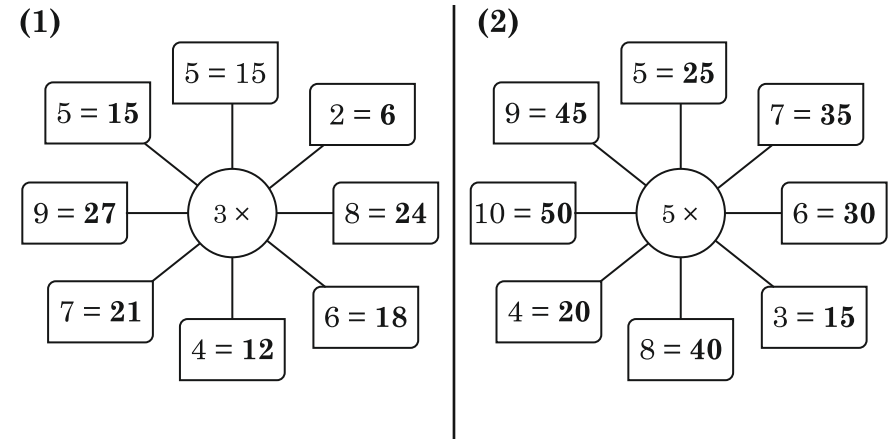 (1)
5 = 15
5 = 15
2 = 6
9 = 27
3 ×
8 = 24
7 = 21
6 = 18
4 = 12
(2)
5 = 25
9 = 45
7 = 35
10 = 50
5 ×
6 = 30
4 = 20
3 = 15
8 = 40